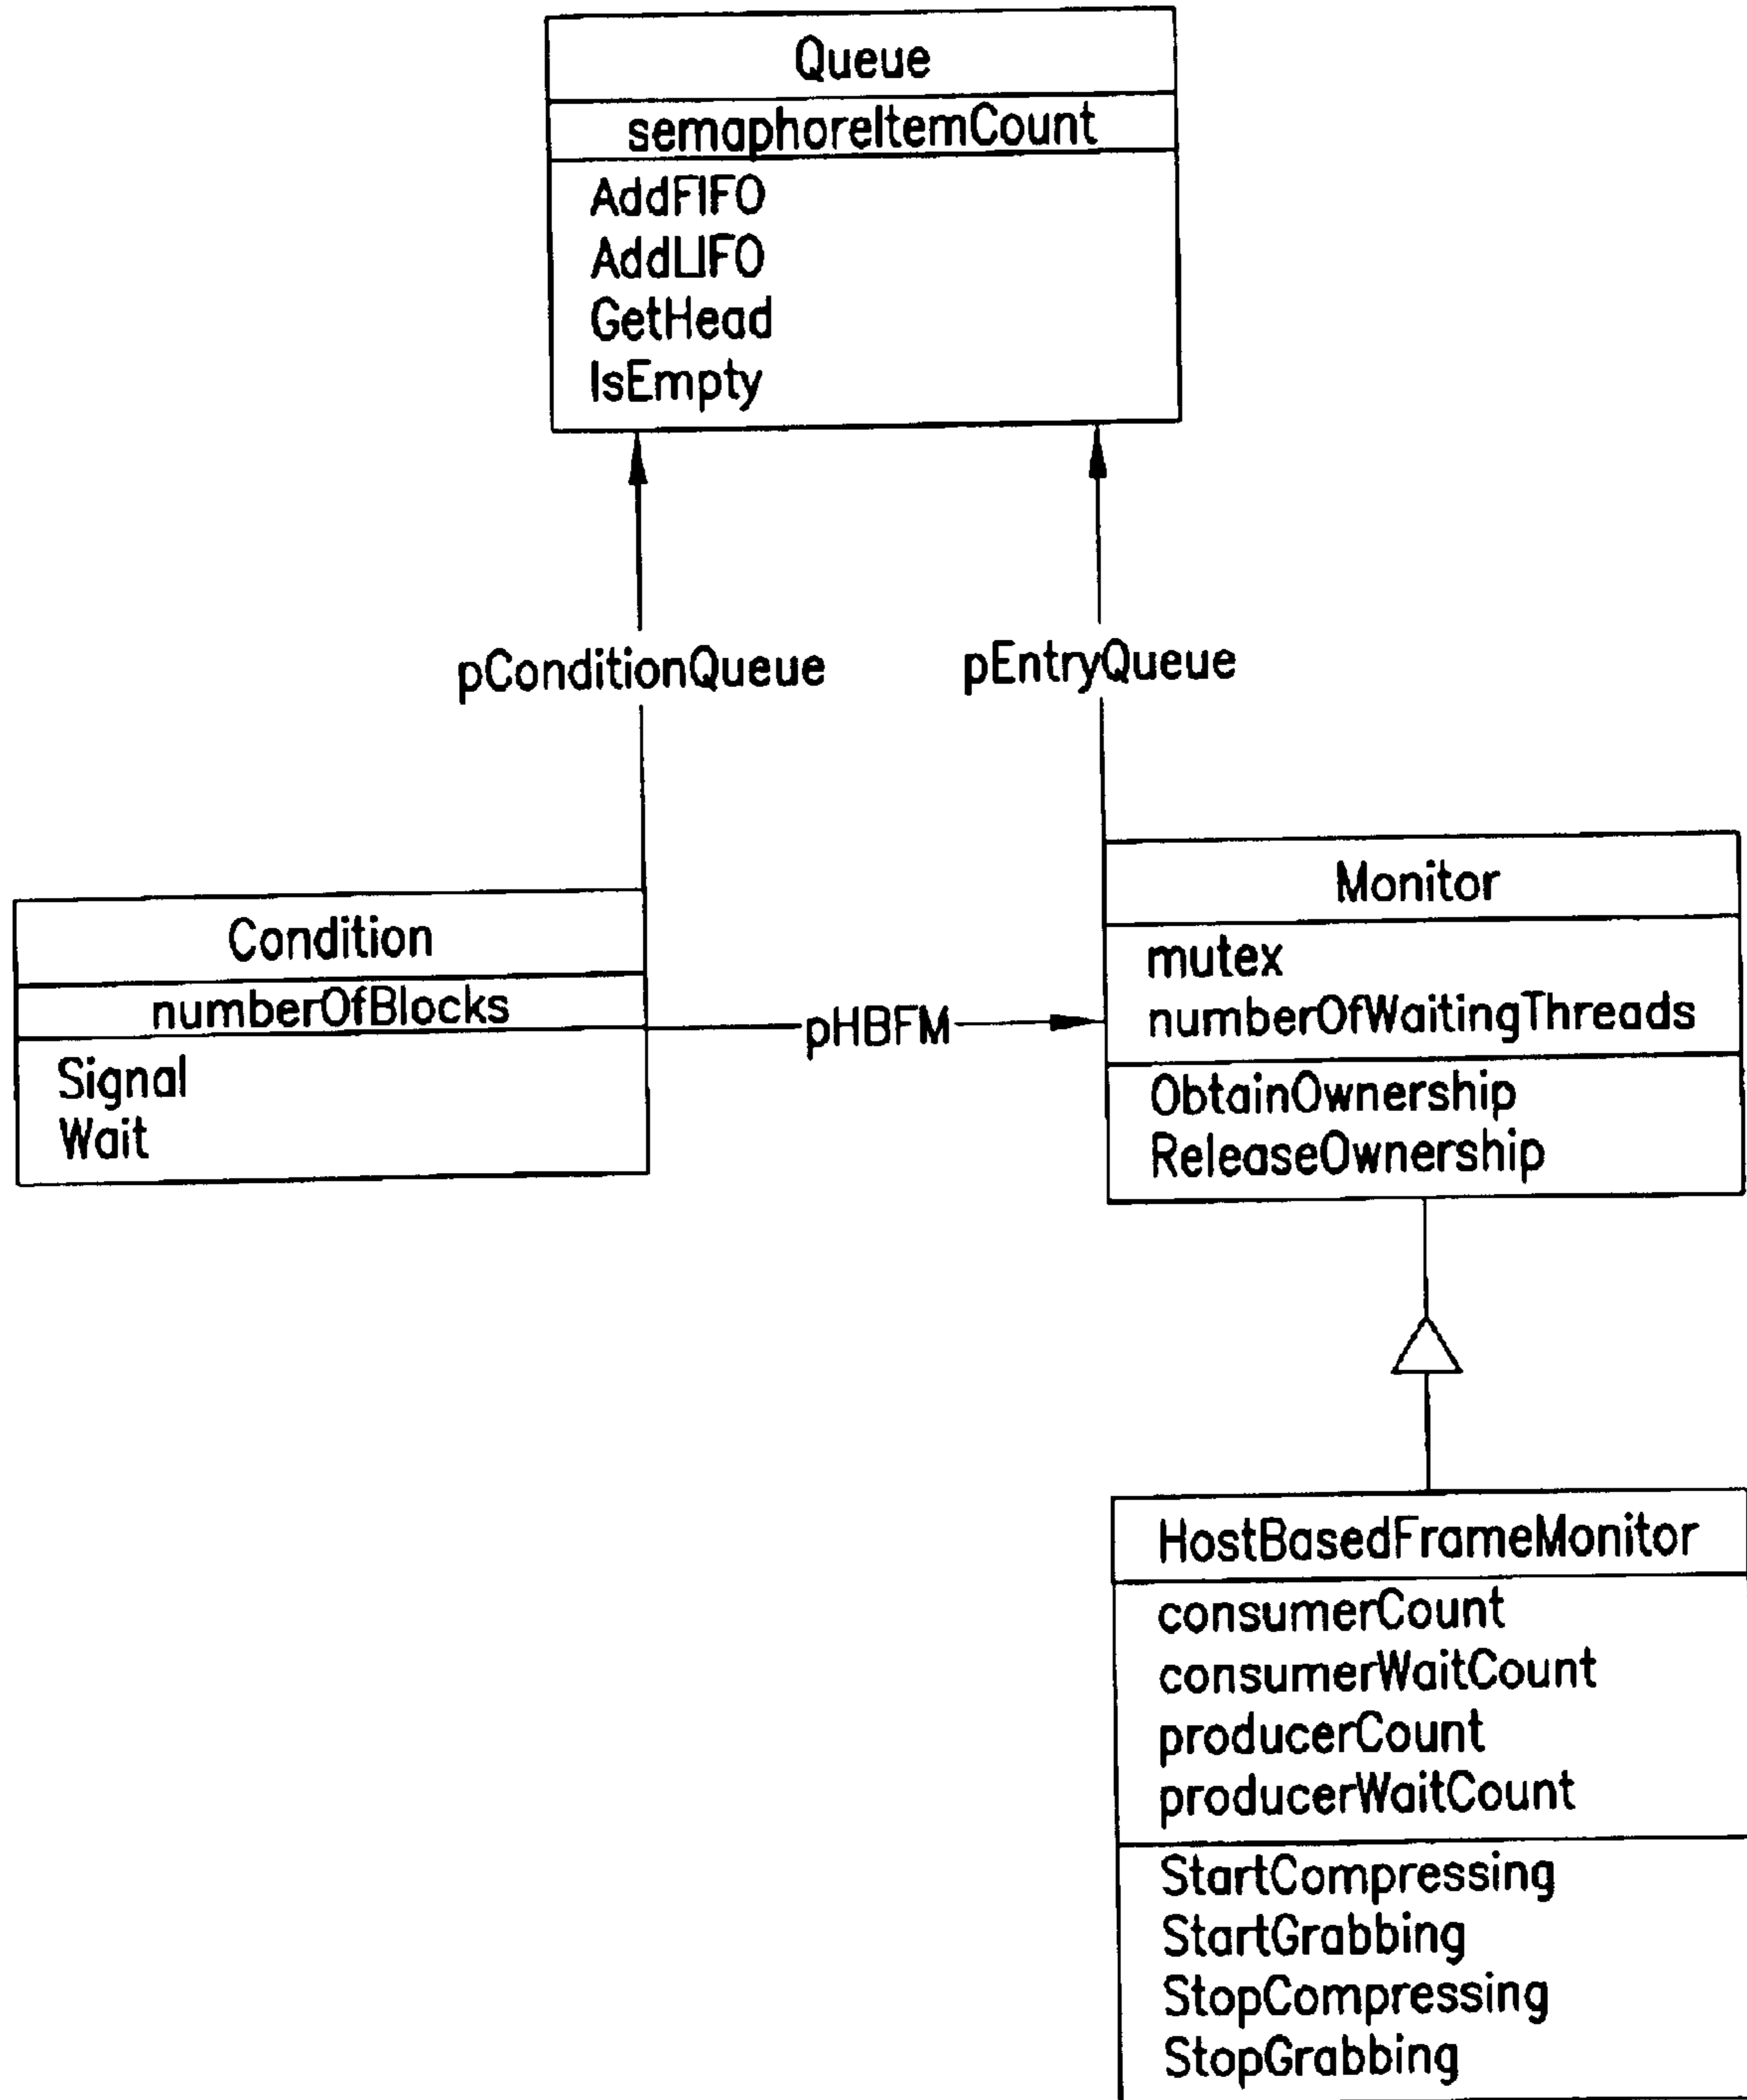 Queue
semaphoreItemCount
AddFIFO
AddLIFO
GetHead
IsEmpty
pConditionQueue
pEntryQueue
Condition
numberOfBlocks
Signal
Wait
pHBFM
Monitor
mutex
numberOfWaitingThreads
ObtainOwnership
ReleaseOwnership
HostBasedFrameMonitor
consumerCount
consumerWaitCount
producerCount
producerWaitCount
StartCompressing
StartGrabbing
StopCompressing
StopGrabbing